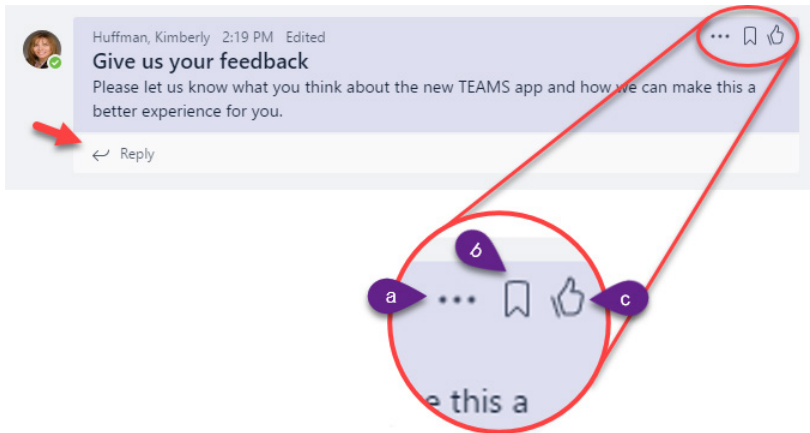 Huffman, Kimberly 2:19 PM Edited
Give us your feedback
Please let us know what you think about the new TEAMS app and how we can make this a
better experience for you.
Reply
b
a
c
e this a